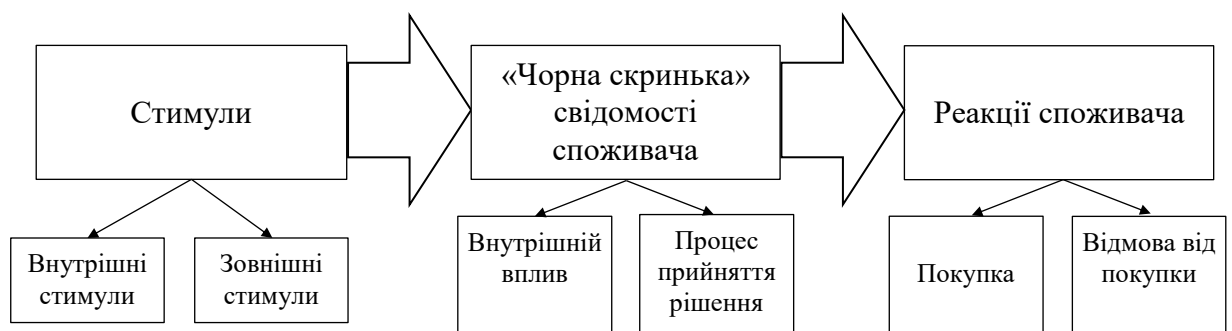 Стимули
«Чорна скринька»
свідомості
споживача
Реакції споживача
Внутрішні
стимули
Зовнішні
стимули
Внутрішній
вплив
Процес
прийняття
рішення
Покупка
Відмова від
покупки